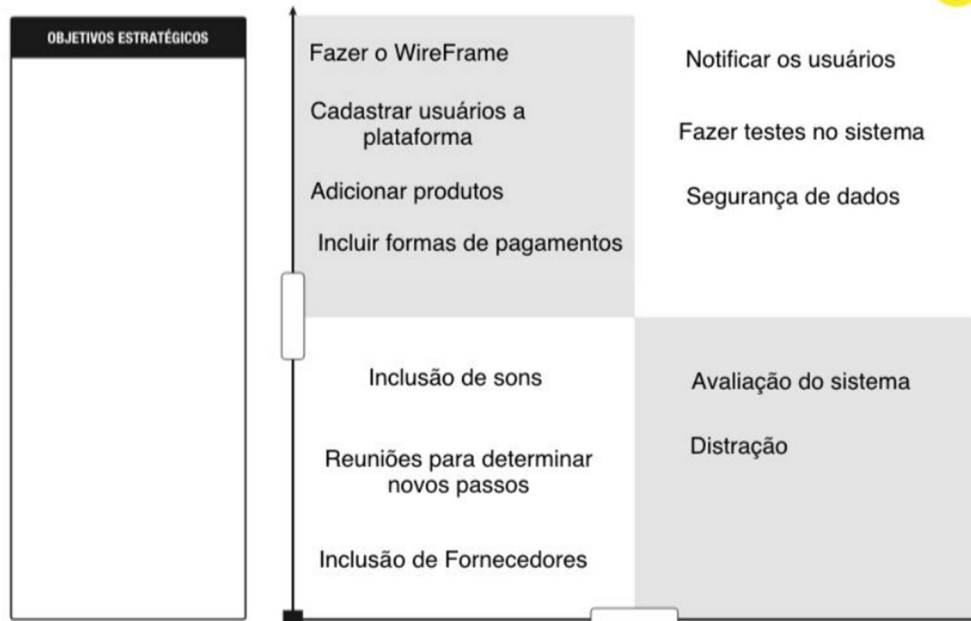 OBJETIVOS ESTRATÉGICOS
Fazer o WireFrame
Cadastrar usuários a
plataforma
Adicionar produtos
Incluir formas de pagamentos
Notificar os usuários
Fazer testes no sistema
Segurança de dados
Inclusão de sons
Reuniões para determinar
novos passos
Inclusão de Fornecedores
Avaliação do sistema
Distração